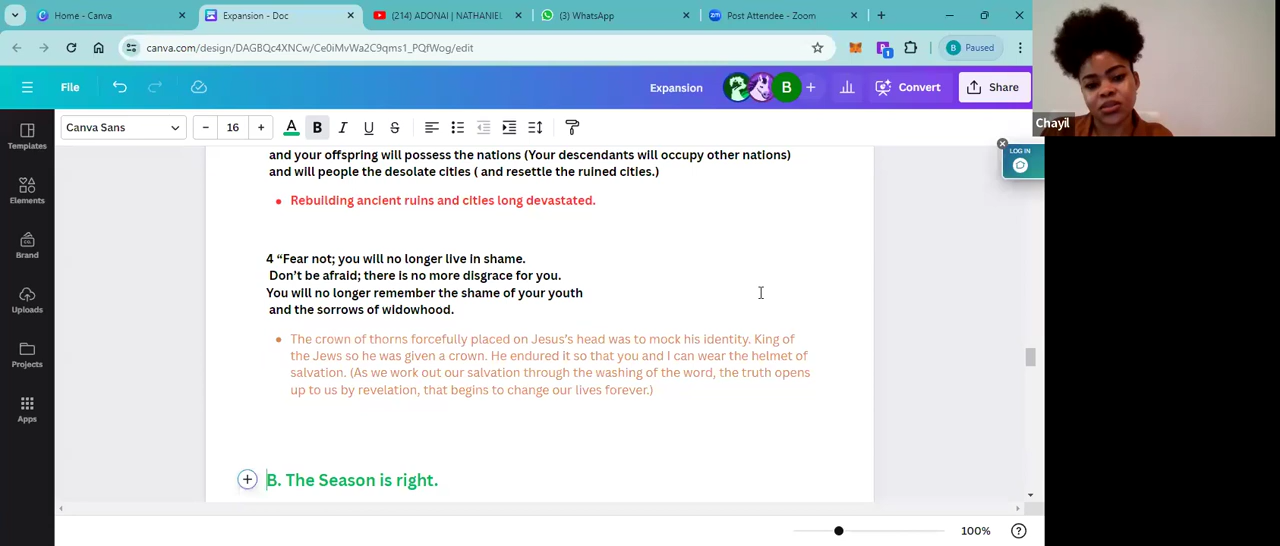 Home - Canva
Expansion - Doc
(214) ADONAI | NATHANIEL
(3) WhatsApp
Post Attendee - Zoom
canva.com/design/DAGBQc4XNCw/Ce0iMvWa2C9qms1_PQfWog/edit
1
B Paused
File
Expansion
B
Convert
Share
Chayil
Canva Sans
16
A B I U S
LOG IN
Templates
Elements
Brand
Uploads
Projects
Apps
and your offspring will possess the nations (Your descendants will occupy other nations)
and will people the desolate cities ( and resettle the ruined cities.)
• Rebuilding ancient ruins and cities long devastated.
4 “Fear not; you will no longer live in shame.
Don’t be afraid; there is no more disgrace for you.
You will no longer remember the shame of your youth
and the sorrows of widowhood.
• The crown of thorns forcefully placed on Jesus’s head was to mock his identity. King of
the Jews so he was given a crown. He endured it so that you and I can wear the helmet of
salvation. (As we work out our salvation through the washing of the word, the truth opens
up to us by revelation, that begins to change our lives forever.)
B. The Season is right.
100%